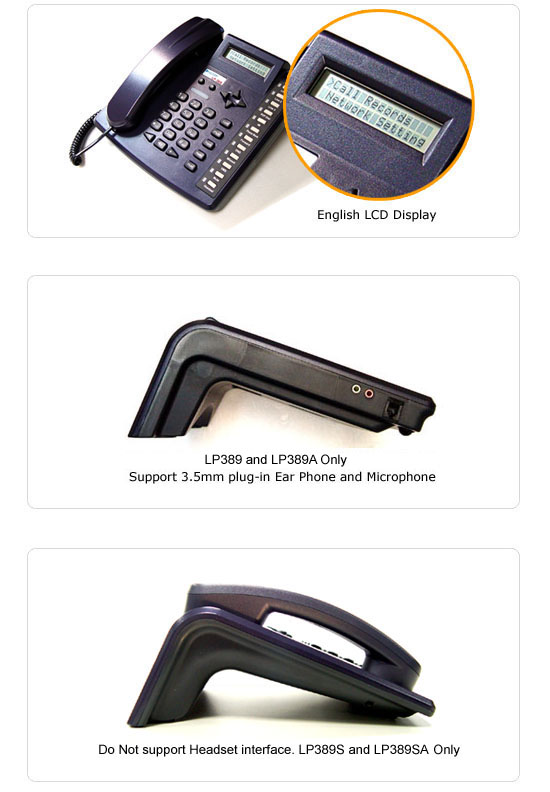 >Call Records
Network Setting
English LCD Display
LP389 and LP389A Only
Support 3.5mm plug-in Ear Phone and Microphone
Do Not support Headset interface. LP389S and LP389SA Only